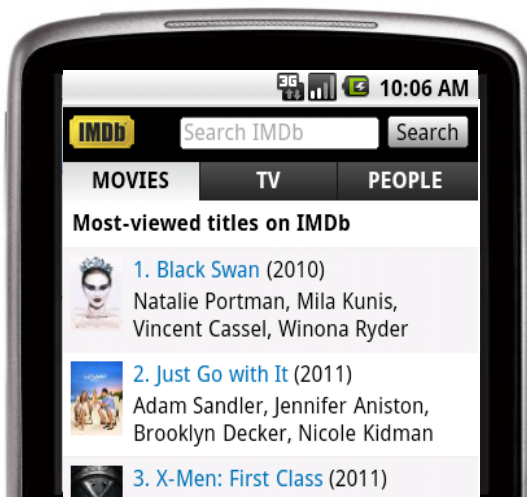 3G 10:06 AM
IMDb Search IMDb Search
MOVIES TV PEOPLE
Most-viewed titles on IMDb
1. Black Swan (2010)
Natalie Portman, Mila Kunis,
Vincent Cassel, Winona Ryder
2. Just Go with It (2011)
Adam Sandler, Jennifer Aniston,
Brooklyn Decker, Nicole Kidman
3. X-Men: First Class (2011)